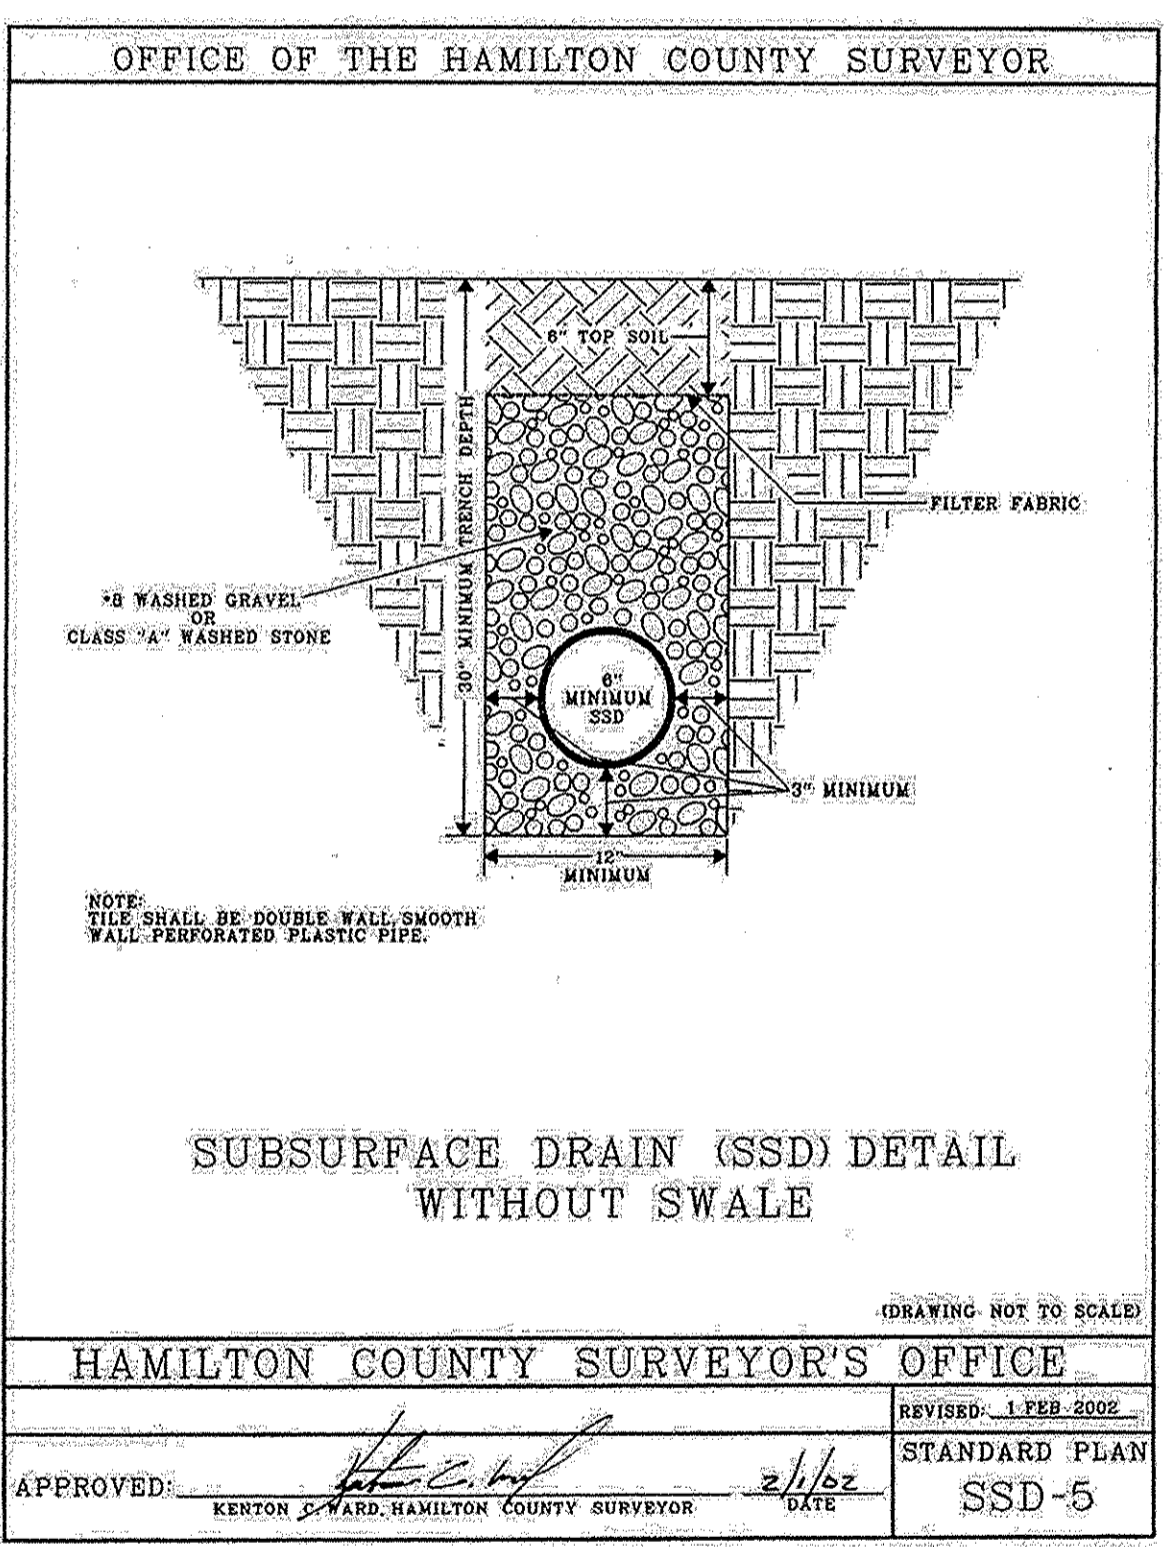 OFFICE OF THE HAMILTON COUNTY SURVEYOR
6" TOP SOIL
30" MINIMUM TRENCH DEPTH
FILTER FABRIC
*8 WASHED GRAVEL
OR
CLASS "A" WASHED STONE
6"
MINIMUM
SSD
3" MINIMUM
12"
MINIMUM
NOTE:
TILE SHALL BE DOUBLE WALL, SMOOTH
WALL PERFORATED PLASTIC PIPE.
SUBSURFACE DRAIN (SSD) DETAIL
WITHOUT SWALE
(DRAWING NOT TO SCALE)
HAMILTON COUNTY SURVEYOR'S OFFICE
REVISED: 1 FEB 2002
APPROVED: 2/1/02
KENTON C. WARD, HAMILTON COUNTY SURVEYOR DATE
STANDARD PLAN
SSD-5